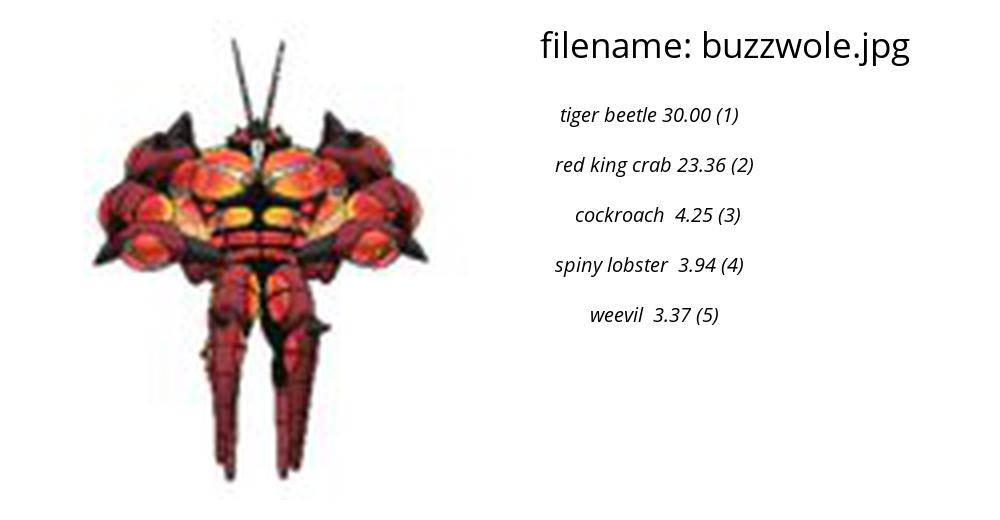 filename: buzzwole.jpg
tiger beetle 30.00 (1)
red king crab 23.36 (2)
cockroach  4.25 (3)
spiny lobster  3.94 (4)
weevil  3.37 (5)